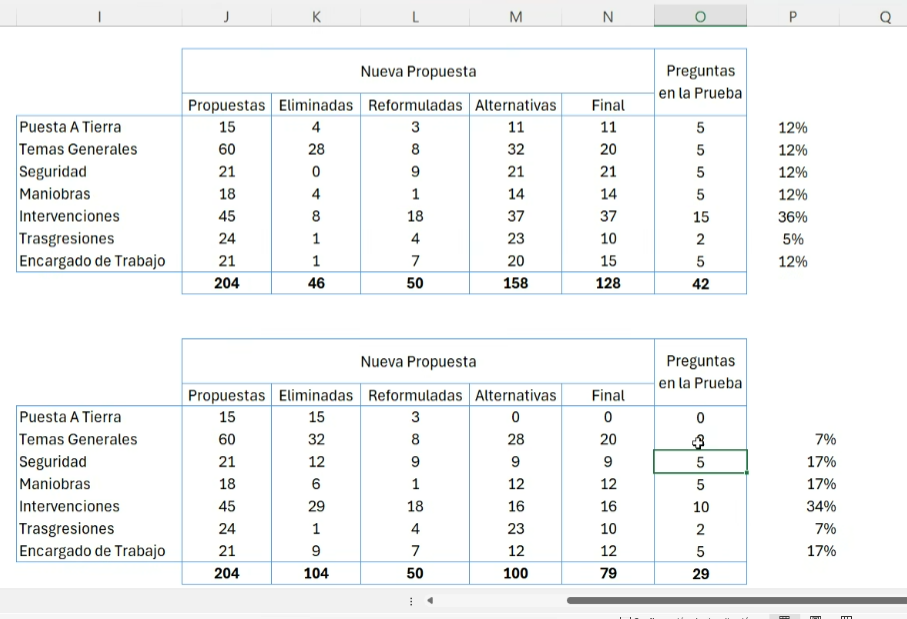 I J K L M N O P Q
Nueva Propuesta Preguntas en la Prueba
Propuestas Eliminadas Reformuladas Alternativas Final
Puesta A Tierra 15 4 3 11 11 5 12%
Temas Generales 60 28 8 32 20 5 12%
Seguridad 21 0 9 21 21 5 12%
Maniobras 18 4 1 14 14 5 12%
Intervenciones 45 8 18 37 37 15 36%
Trasgresiones 24 1 4 23 10 2 5%
Encargado de Trabajo 21 1 7 20 15 5 12%
204 46 50 158 128 42
Nueva Propuesta Preguntas en la Prueba
Propuestas Eliminadas Reformuladas Alternativas Final
Puesta A Tierra 15 15 3 0 0 0
Temas Generales 60 32 8 28 20 7%
Seguridad 21 12 9 9 9 5 17%
Maniobras 18 6 1 12 12 5 17%
Intervenciones 45 29 18 16 16 10 34%
Trasgresiones 24 1 4 23 10 2 7%
Encargado de Trabajo 21 9 7 12 12 5 17%
204 104 50 100 79 29